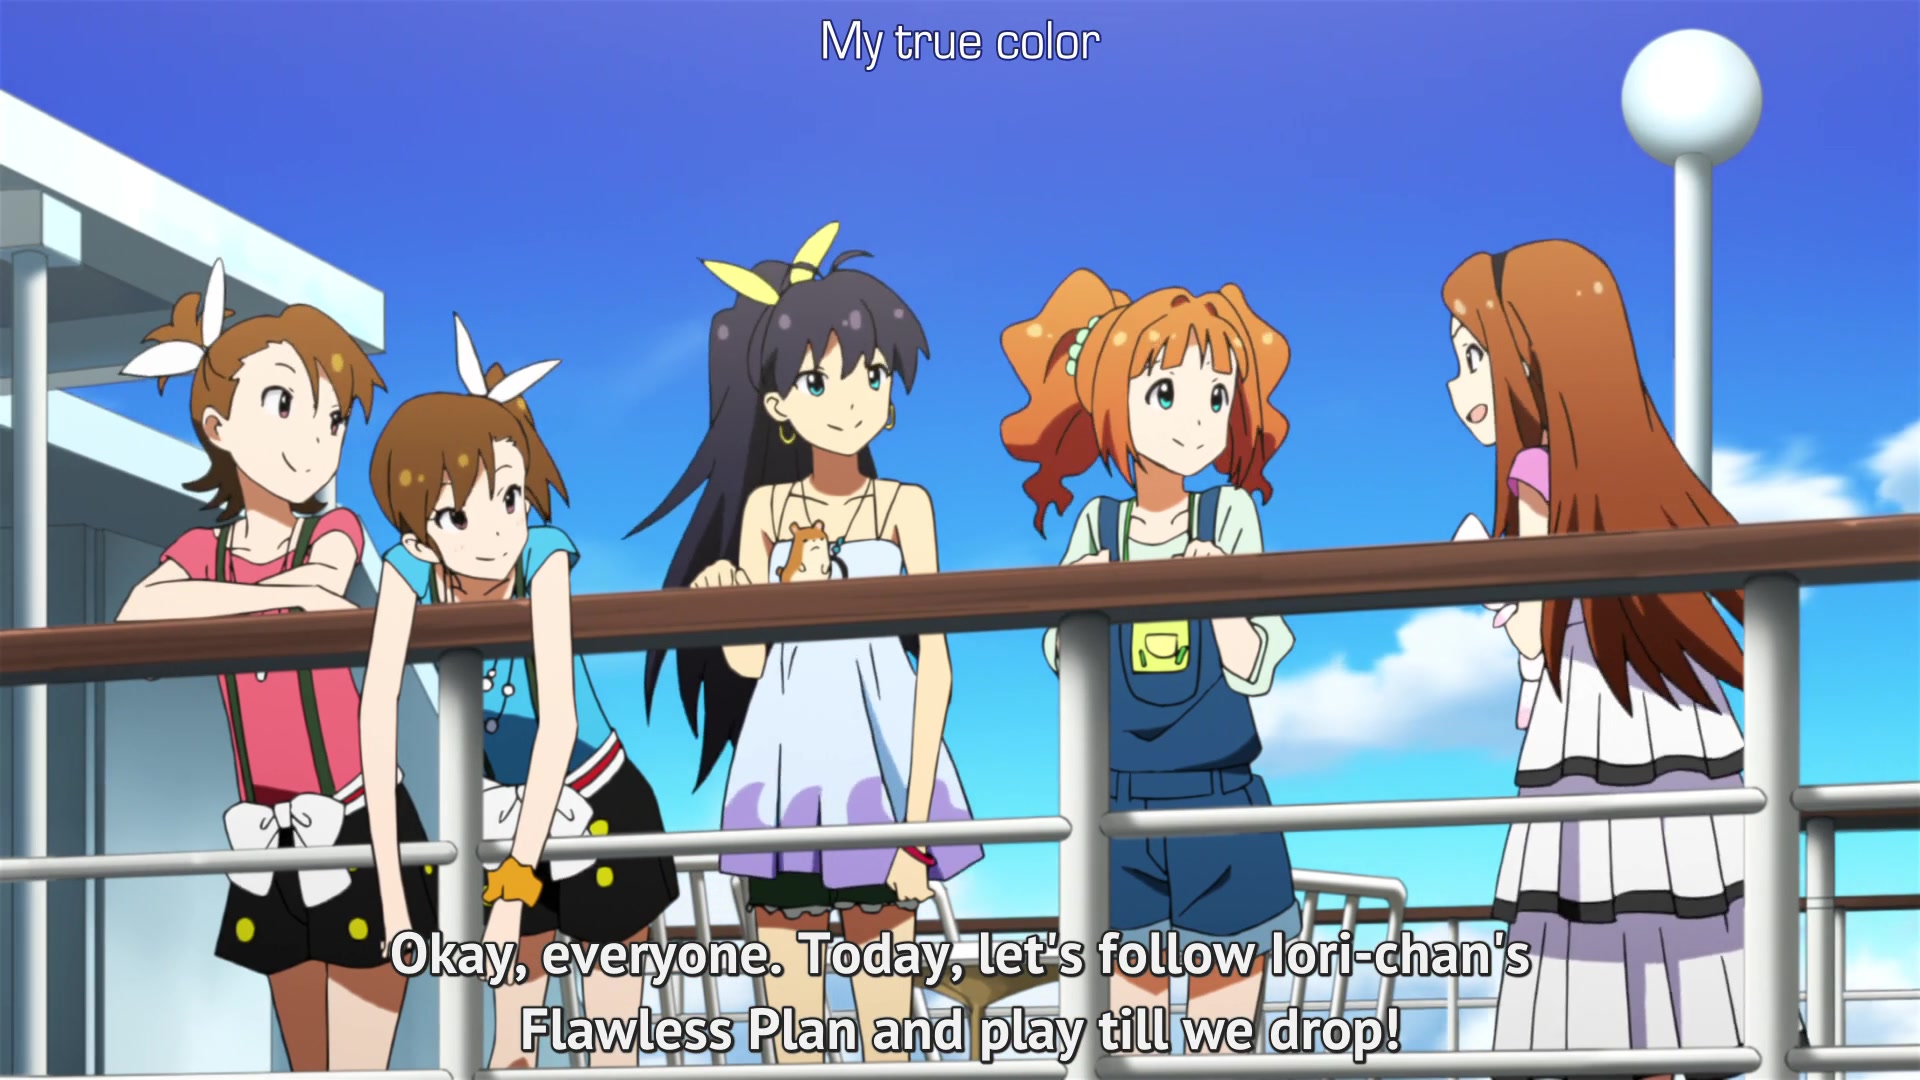 My true color
Okay, everyone. Today, let's follow Iori-chan's
Flawless Plan and play till we drop!